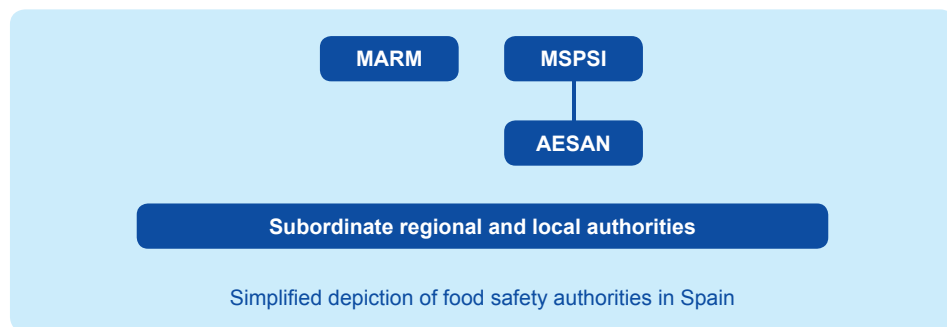 MARM
MSPSI
AESAN
Subordinate regional and local authorities
Simplified depiction of food safety authorities in Spain